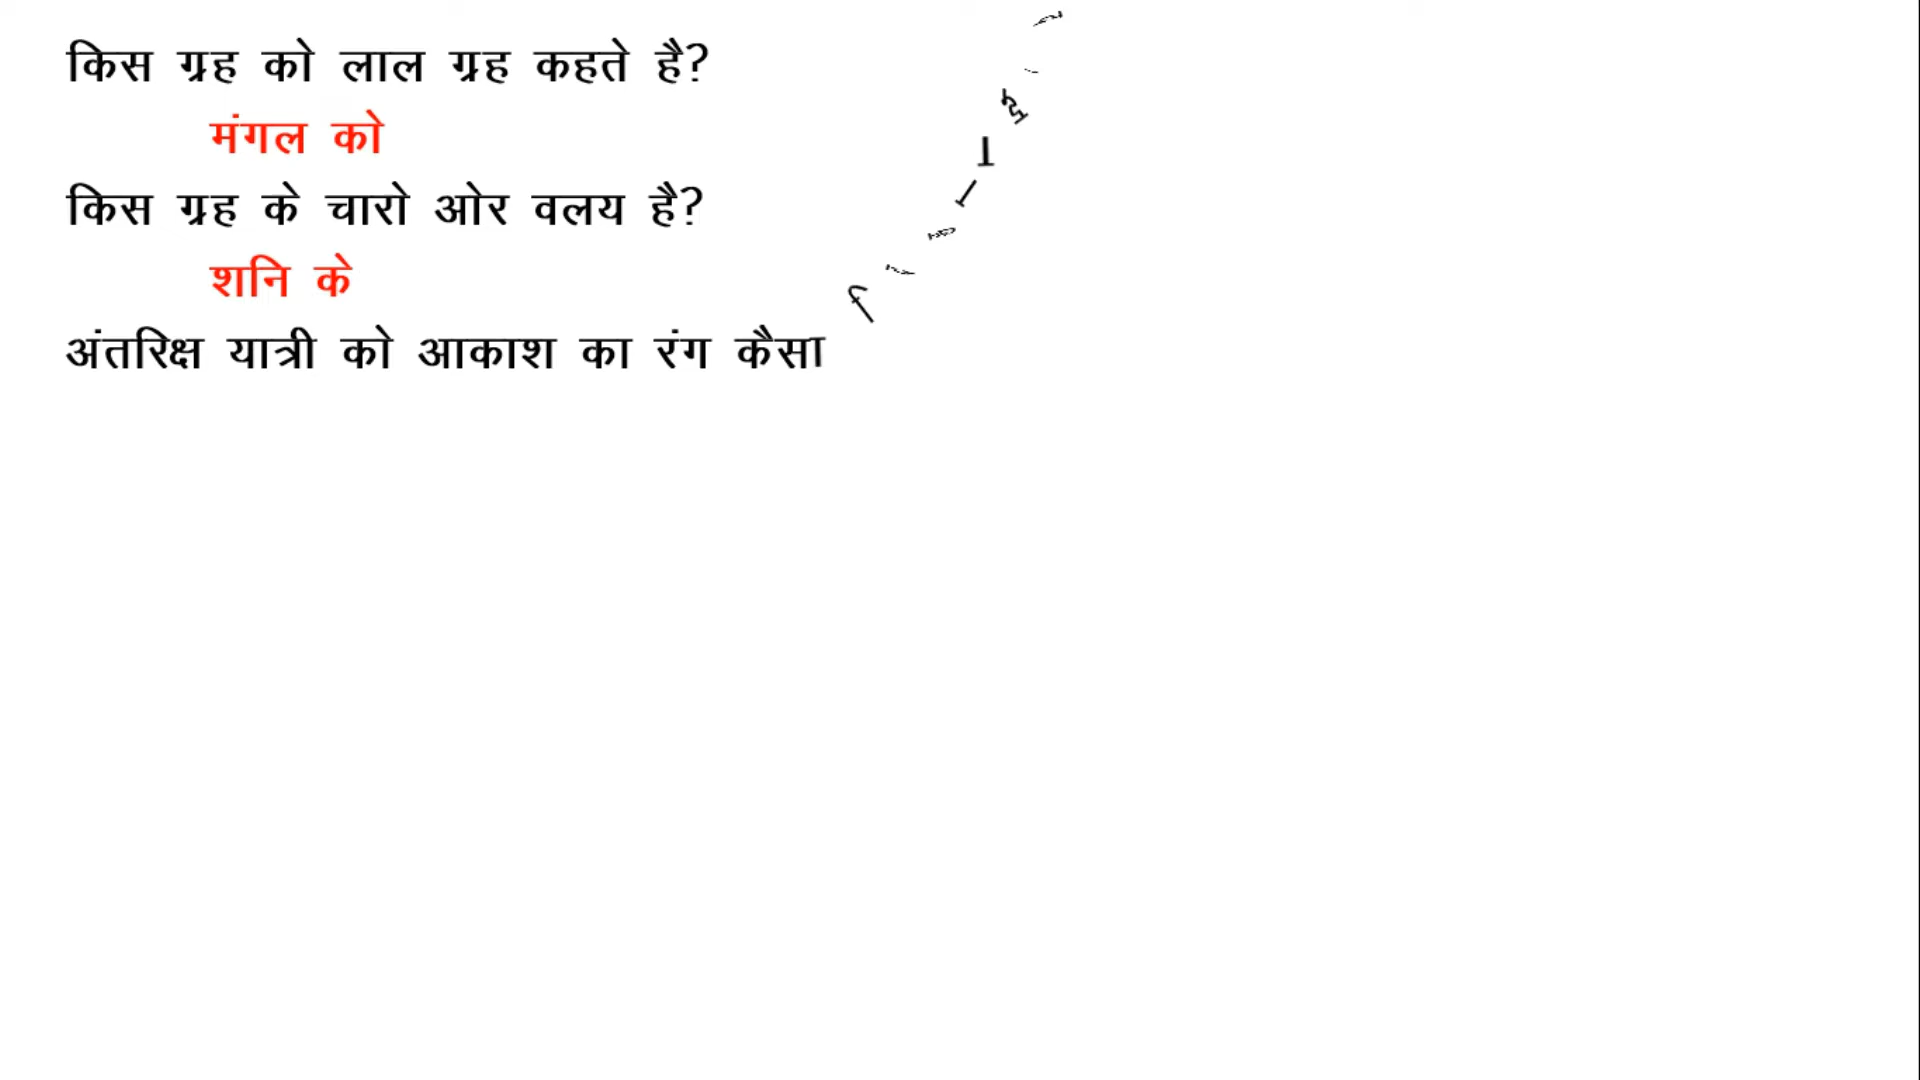 किस ग्रह को लाल ग्रह कहते है?
मंगल को
किस ग्रह के चारो ओर वलय है?
शनि के
अंतरिक्ष यात्री को आकाश का रंग कैसा